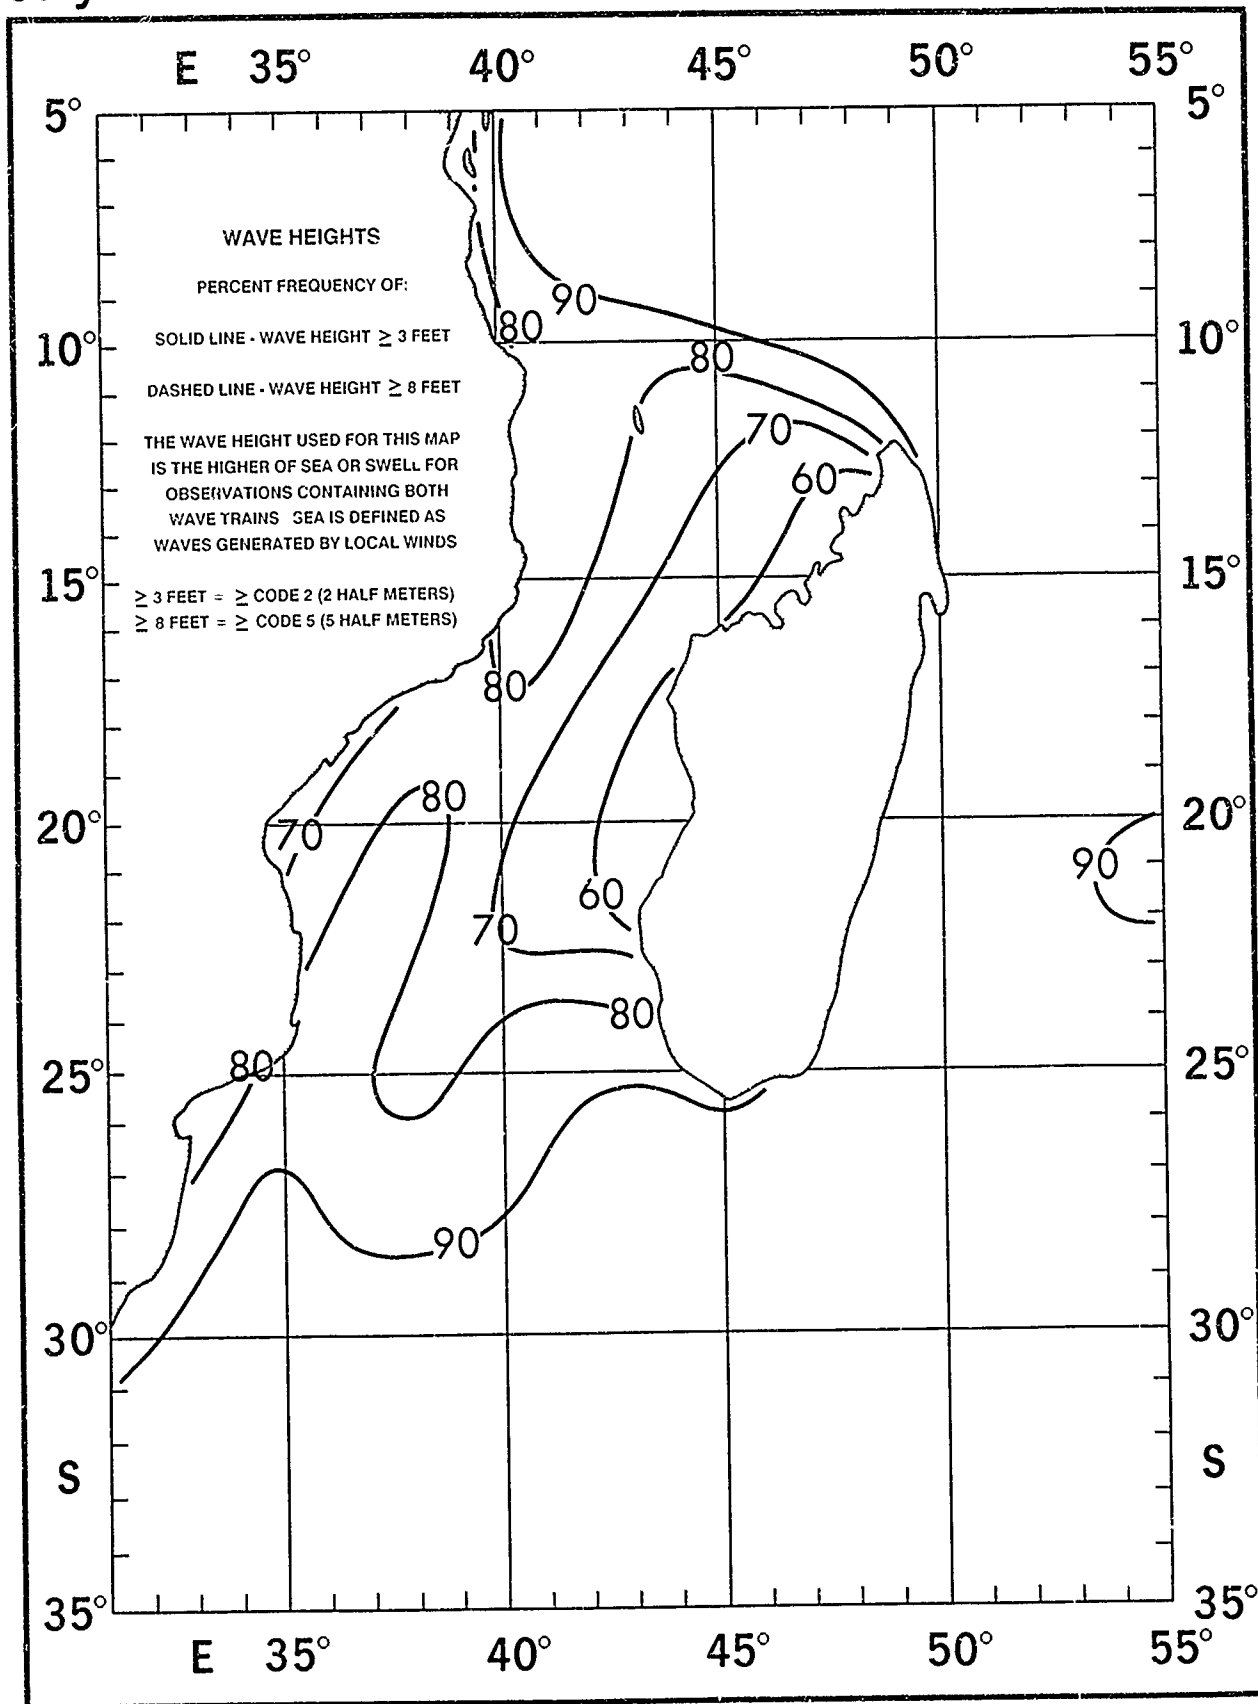 E 35° 40° 45° 50° 55°
5° 5°
WAVE HEIGHTS
PERCENT FREQUENCY OF:
90
80
SOLID LINE - WAVE HEIGHT ≥ 3 FEET
10° 10°
80
DASHED LINE - WAVE HEIGHT ≥ 8 FEET
70
THE WAVE HEIGHT USED FOR THIS MAP
IS THE HIGHER OF SEA OR SWELL FOR
60
OBSERVATIONS CONTAINING BOTH
WAVE TRAINS SEA IS DEFINED AS
WAVES GENERATED BY LOCAL WINDS
15° 15°
≥ 3 FEET = ≥ CODE 2 (2 HALF METERS)
≥ 8 FEET = ≥ CODE 5 (5 HALF METERS)
80
80
20° 20°
70
90
60
70
80
80
25° 25°
90
30° 30°
S S
35° 35°
E 35° 40° 45° 50° 55°